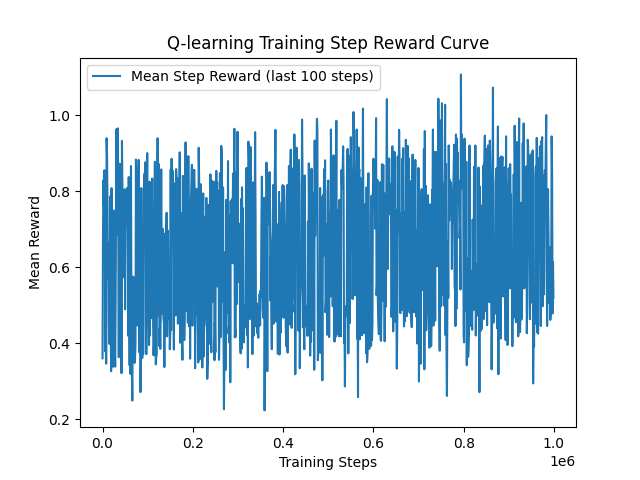 Q-learning Training Step Reward Curve
Mean Step Reward (last 100 steps)
Mean Reward
1.0
0.8
0.6
0.4
0.2
0.0 0.2 0.4 0.6 0.8 1.0
1e6
Training Steps